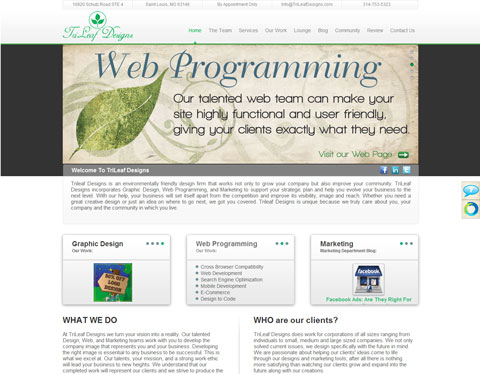 10820 Schuetz Road STE 4 Saint Louis, MO 63146 By Appointment Only info@TriLeafDesigns.com 314-753-5323
TriLeaf Designs
Home The Team Services Our Work Lounge Blog Community Review Contact Us
Web Programming
Our talented web team can make your
site highly functional and user friendly,
giving your clients exactly what they need.
Visit our Web Page
Welcome To TriLeaf Designs
Trileaf Designs is an environmentally friendly design firm that works not only to grow your company but also improve your community. TriLeaf
Designs incorporates Graphic Design, Web Programming, and Marketing to support your strategic plan and help you evolve your business to the
next level. With our help, your business will set itself apart from the competition and improve its visibility, image and reach. Whether you need a
great creative design or just an idea on where to go next, we got you covered. Trileaf Designs is unique because we truly care about you, your
company and the community in which you live.
Graphic Design
Our Work:
50% OFF
LOGO
DESIGN
Web Programming
Our Work:
Cross Browser Compatibility
Web Development
Search Engine Optimization
Mobile Development
E-Commerce
Design to Code
Marketing
Marketing Department Blog:
facebook
Facebook Ads: Are They Right For
WHAT WE DO
At TriLeaf Designs we turn your vision into a reality. Our talented
Design, Web, and Marketing teams work with you to develop the
company image that represents you and your business. Developing
the right image is essential to any business to be successful. This is
what we excel at. Our talents, your mission, and a strong work ethic
will lead your business to new heights. We understand that our
completed work will represent our clients and we strive to produce the
WHO are our clients?
TriLeaf Designs does work for corporations of all sizes ranging from
individuals to small, medium and large sized companies. We not only
solved current issues, we design specifically with the future in mind.
We are passionate about helping our clients' ideas come to life
through our designs and marketing tools, after all there is nothing
more satisfying than watching our clients grow and expand into the
future along with our creations.